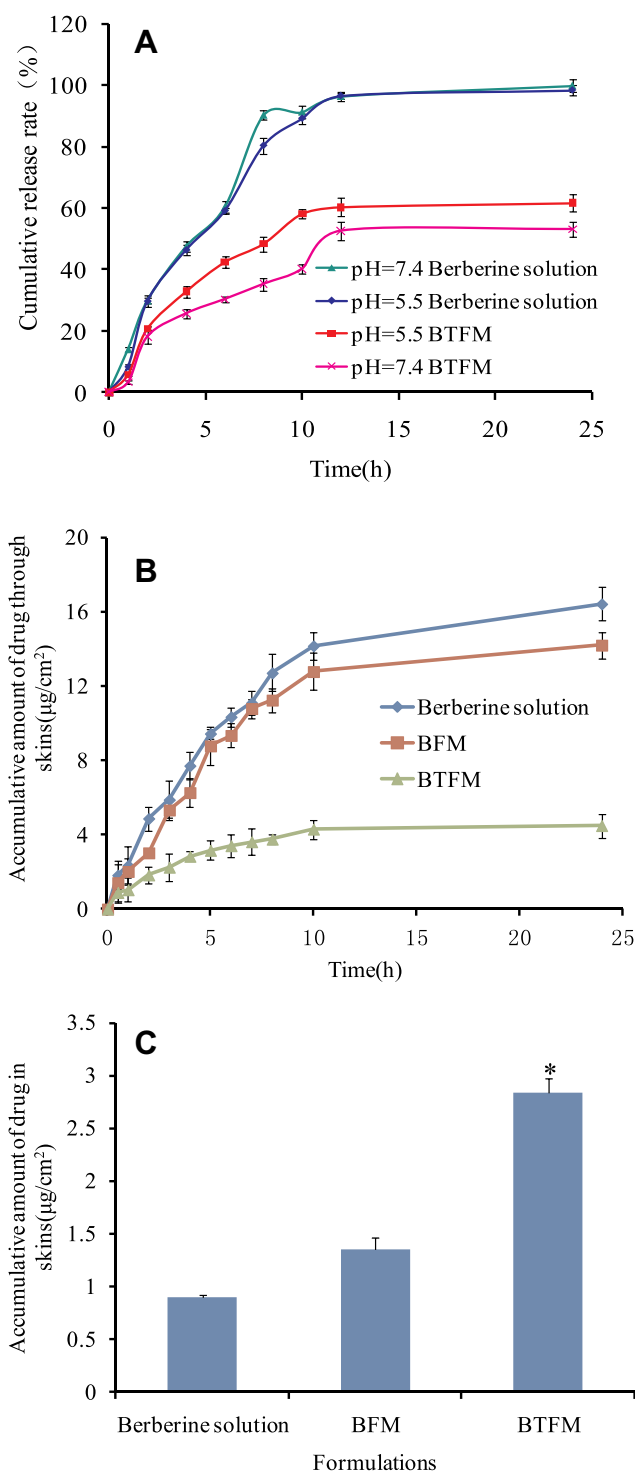 A
Cumulative release rate (%)
120
100
80
60
40
20
0
pH=7.4 Berberine solution
pH=5.5 Berberine solution
pH=5.5 BTFM
pH=7.4 BTFM
0 5 10 15 20 25
Time(h)
B
Accumulative amount of drug through
skins(μg/cm²)
20
16
12
8
4
0
Berberine solution
BFM
BTFM
0 5 10 15 20 25
Time(h)
C
Accumulative amount of drug in
skins(μg/cm²)
3.5
3
2.5
2
1.5
1
0.5
0
*
Berberine solution BFM BTFM
Formulations